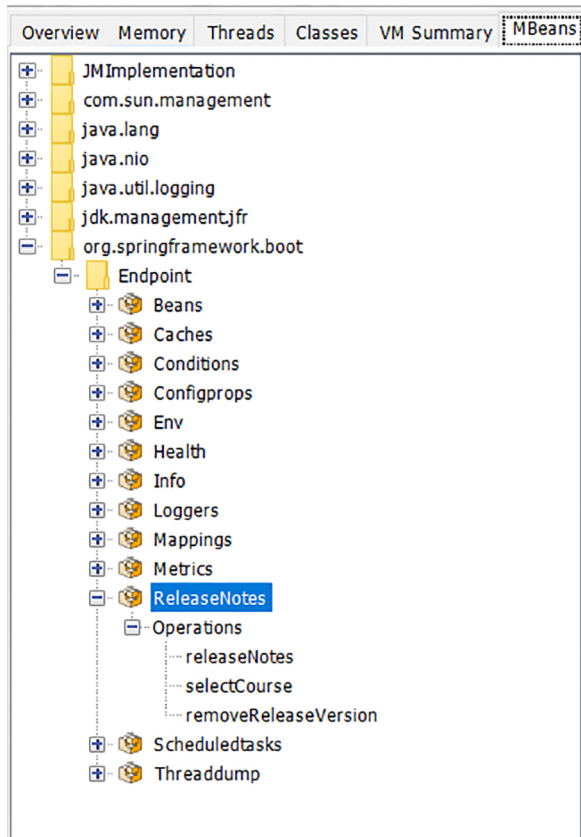 Overview Memory Threads Classes VM Summary MBeans
JMImplementation
com.sun.management
java.lang
java.nio
java.util.logging
jdk.management.jfr
org.springframework.boot
Endpoint
Beans
Caches
Conditions
Configprops
Env
Health
Info
Loggers
Mappings
Metrics
ReleaseNotes
Operations
releaseNotes
selectCourse
removeReleaseVersion
Scheduledtasks
Threaddump